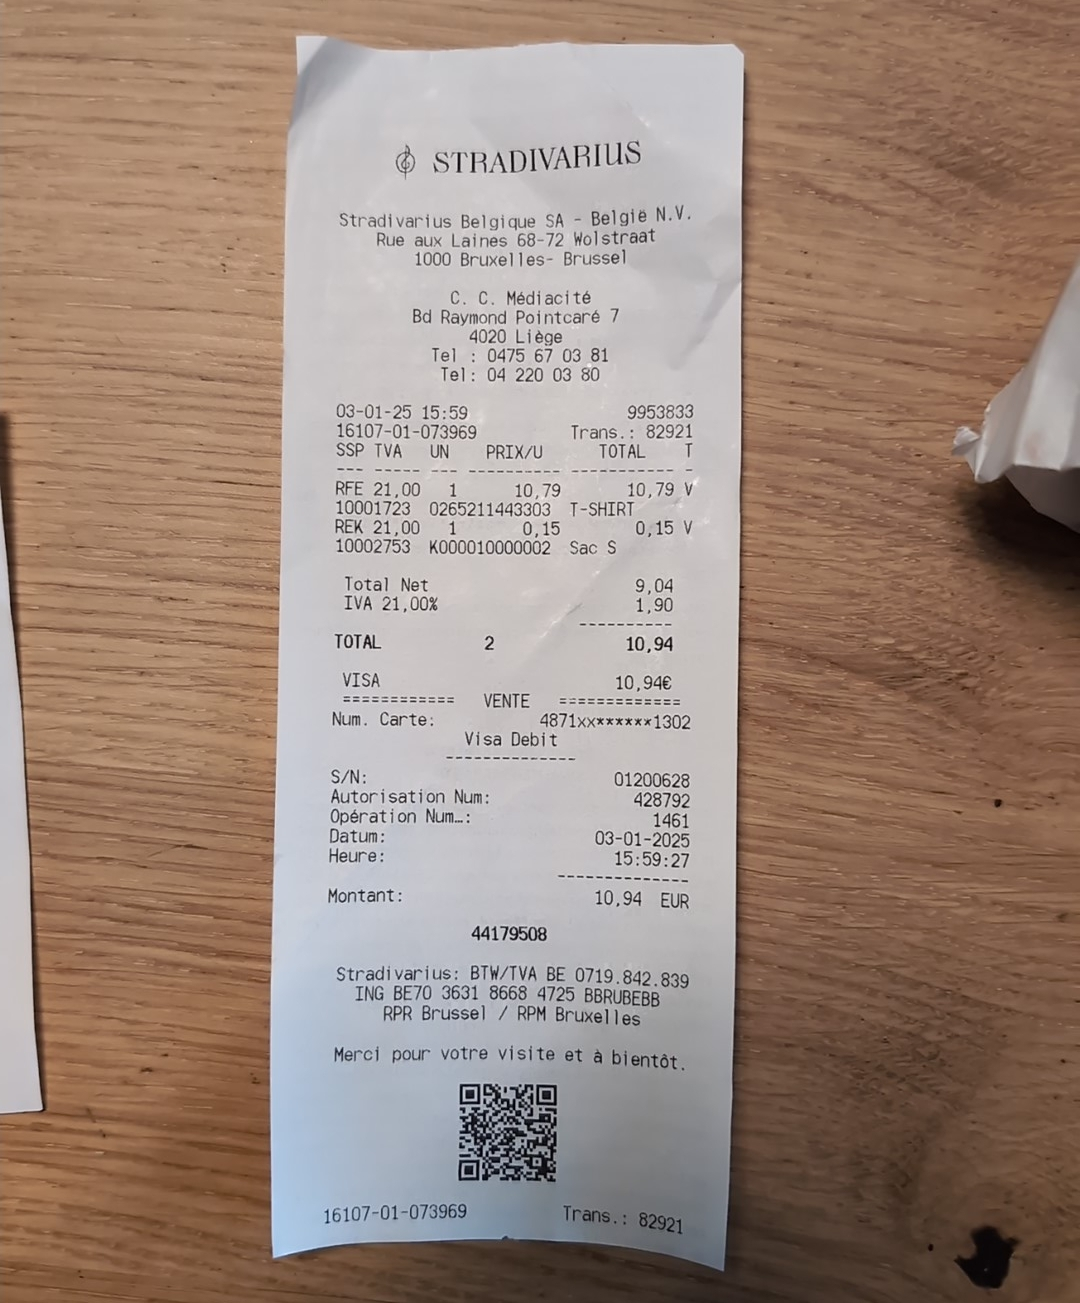 STRADIVARIUS
Stradivarius Belgique SA - België N.V.
Rue aux Laines 68-72 Wolstraat
1000 Bruxelles- Brussel
C. C. Médiacité
Bd Raymond Pointcaré 7
4020 Liège
Tel : 0475 67 03 81
Tel: 04 220 03 80
03-01-25 15:59 9953833
16107-01-073969 Trans.: 82921
SSP TVA UN PRIX/U TOTAL T
--- ----- --- ---------- ----------- -
RFE 21,00 1 10,79 10,79 V
10001723 0265211443303 T-SHIRT
REK 21,00 1 0,15 0,15 V
10002753 K000010000002 Sac S
Total Net 9,04
IVA 21,00% 1,90
----------
TOTAL 2 10,94
VISA 10,94€
============ VENTE =============
Num. Carte: 4871xx******1302
Visa Debit
--------------
S/N: 01200628
Autorisation Num: 428792
Opération Num…: 1461
Datum: 03-01-2025
Heure: 15:59:27
--------------
Montant: 10,94 EUR
44179508
Stradivarius: BTW/TVA BE 0719.842.839
ING BE70 3631 8668 4725 BBRUBEBB
RPR Brussel / RPM Bruxelles
Merci pour votre visite et à bientôt.
16107-01-073969 Trans.: 82921